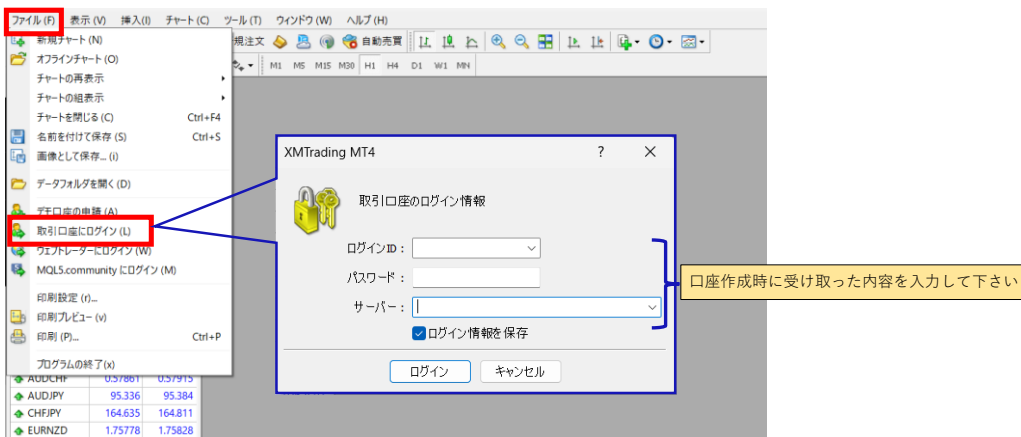 ファイル (F) 表示 (V) 挿入(I) チャート (C) ツール (T) ウィンドウ (W) ヘルプ (H)
新規チャート (N)
規注文 自動売買
オフラインチャート (O)
M1 M5 M15 M30 H1 H4 D1 W1 MN
チャートの再表示
チャートの組表示
チャートを閉じる (C) Ctrl+F4
名前を付けて保存 (S) Ctrl+S
画像として保存... (i)
データフォルダを開く (D)
デモ口座の申請 (A)
取引口座にログイン (L)
ウェブトレーダーにログイン (W)
MQL5.community にログイン (M)
印刷設定 (r)...
印刷プレビュー (v)
印刷 (P)... Ctrl+P
プログラムの終了(x)
AUDCHF 0.57861 0.57915
AUDJPY 95.336 95.384
CHFJPY 164.635 164.811
EURNZD 1.75778 1.75828
XMTrading MT4 ?
取引口座のログイン情報
ログインID：
パスワード：
サーバー：
ログイン情報を保存
ログイン キャンセル
口座作成時に受け取った内容を入力して下さい